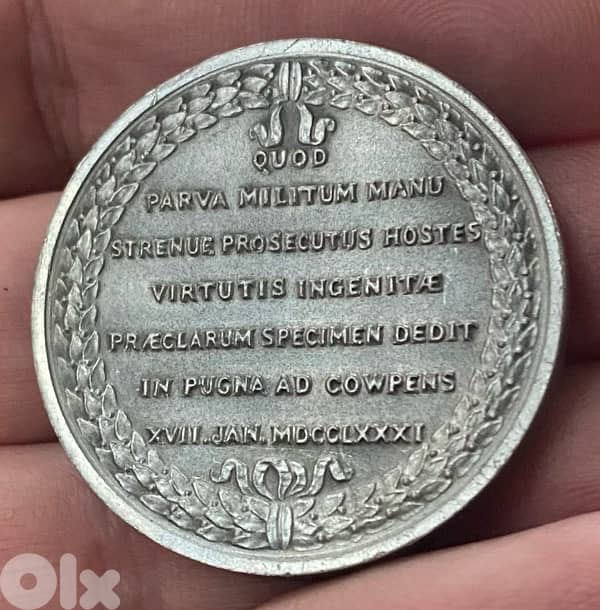 QUOD
PARVA MILITUM MANU
STRENUE PROSECUTUS HOSTES
VIRTUTIS INGENITÆ
PRÆCLARUM SPECIMEN DEDIT
IN PUGNA AD COWPENS
XVII. JAN. MDCCLXXXI
Olx